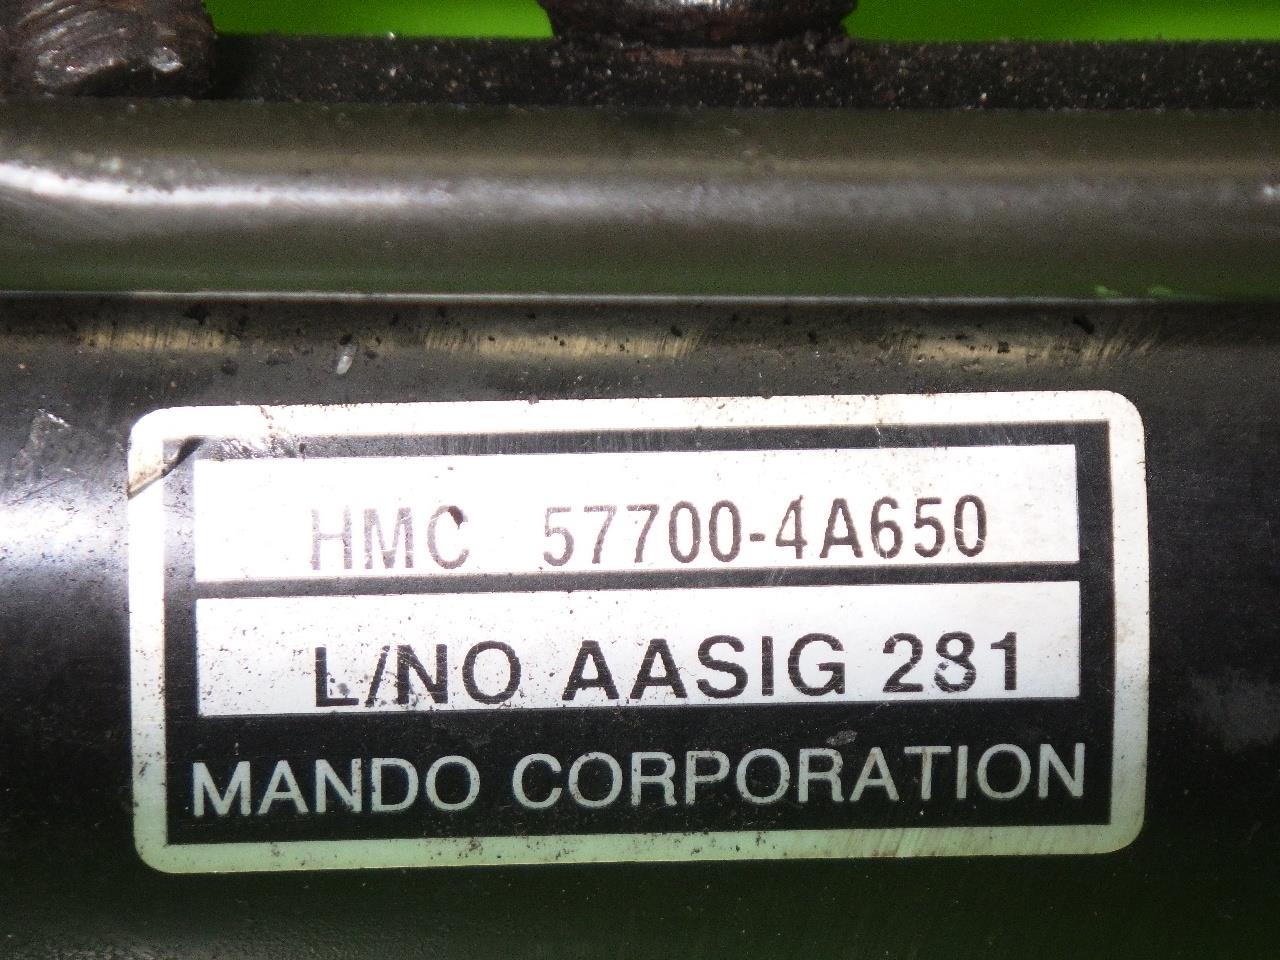 HMC 57700-4A650
L/NO AASIG 281
MANDO CORPORATION